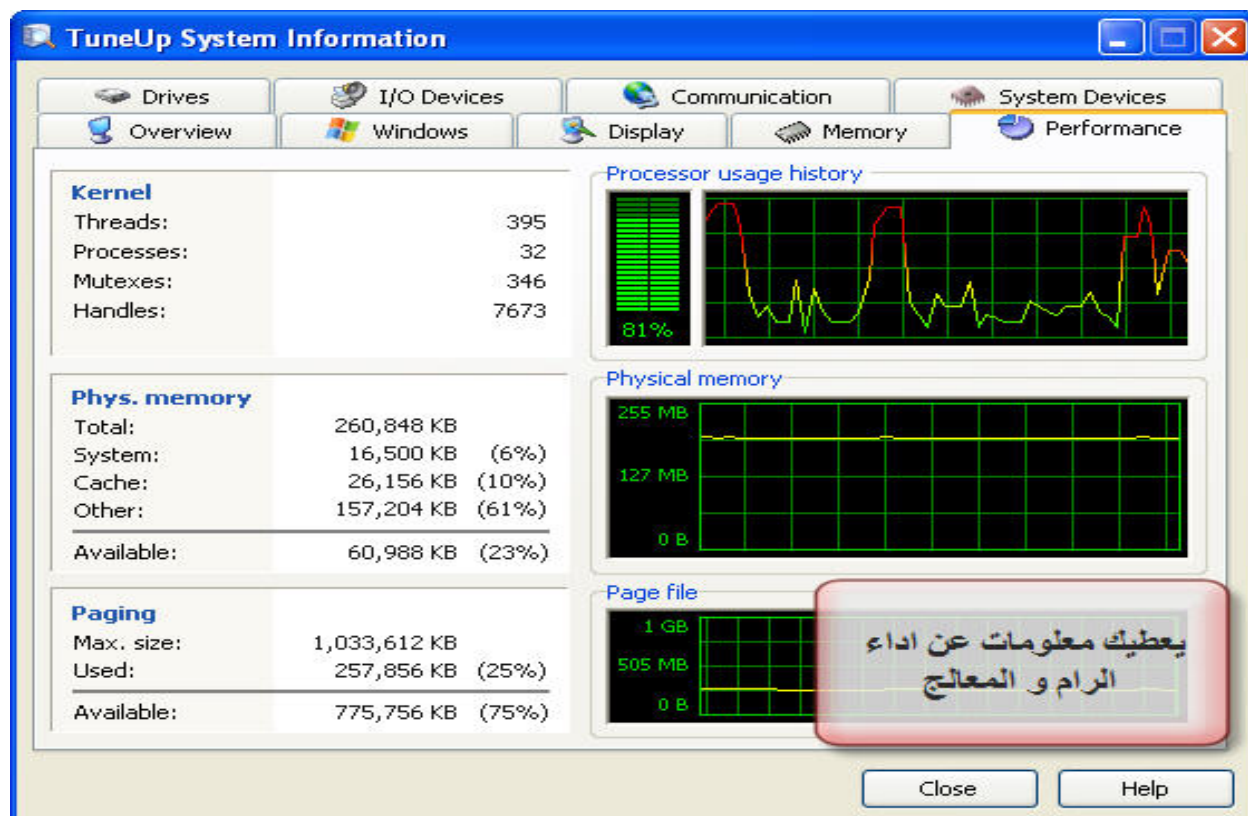 TuneUp System Information
Drives I/O Devices Communication System Devices
Overview Windows Display Memory Performance
Kernel
Threads: 395
Processes: 32
Mutexes: 346
Handles: 7673
Processor usage history
81%
Phys. memory
Total: 260,848 KB
System: 16,500 KB (6%)
Cache: 26,156 KB (10%)
Other: 157,204 KB (61%)
Available: 60,988 KB (23%)
Physical memory
255 MB
127 MB
0 B
Paging
Max. size: 1,033,612 KB
Used: 257,856 KB (25%)
Available: 775,756 KB (75%)
Page file
1 GB
505 MB
0 B
يعطيك معلومات عن اداء
الرام و المعالج
Close Help